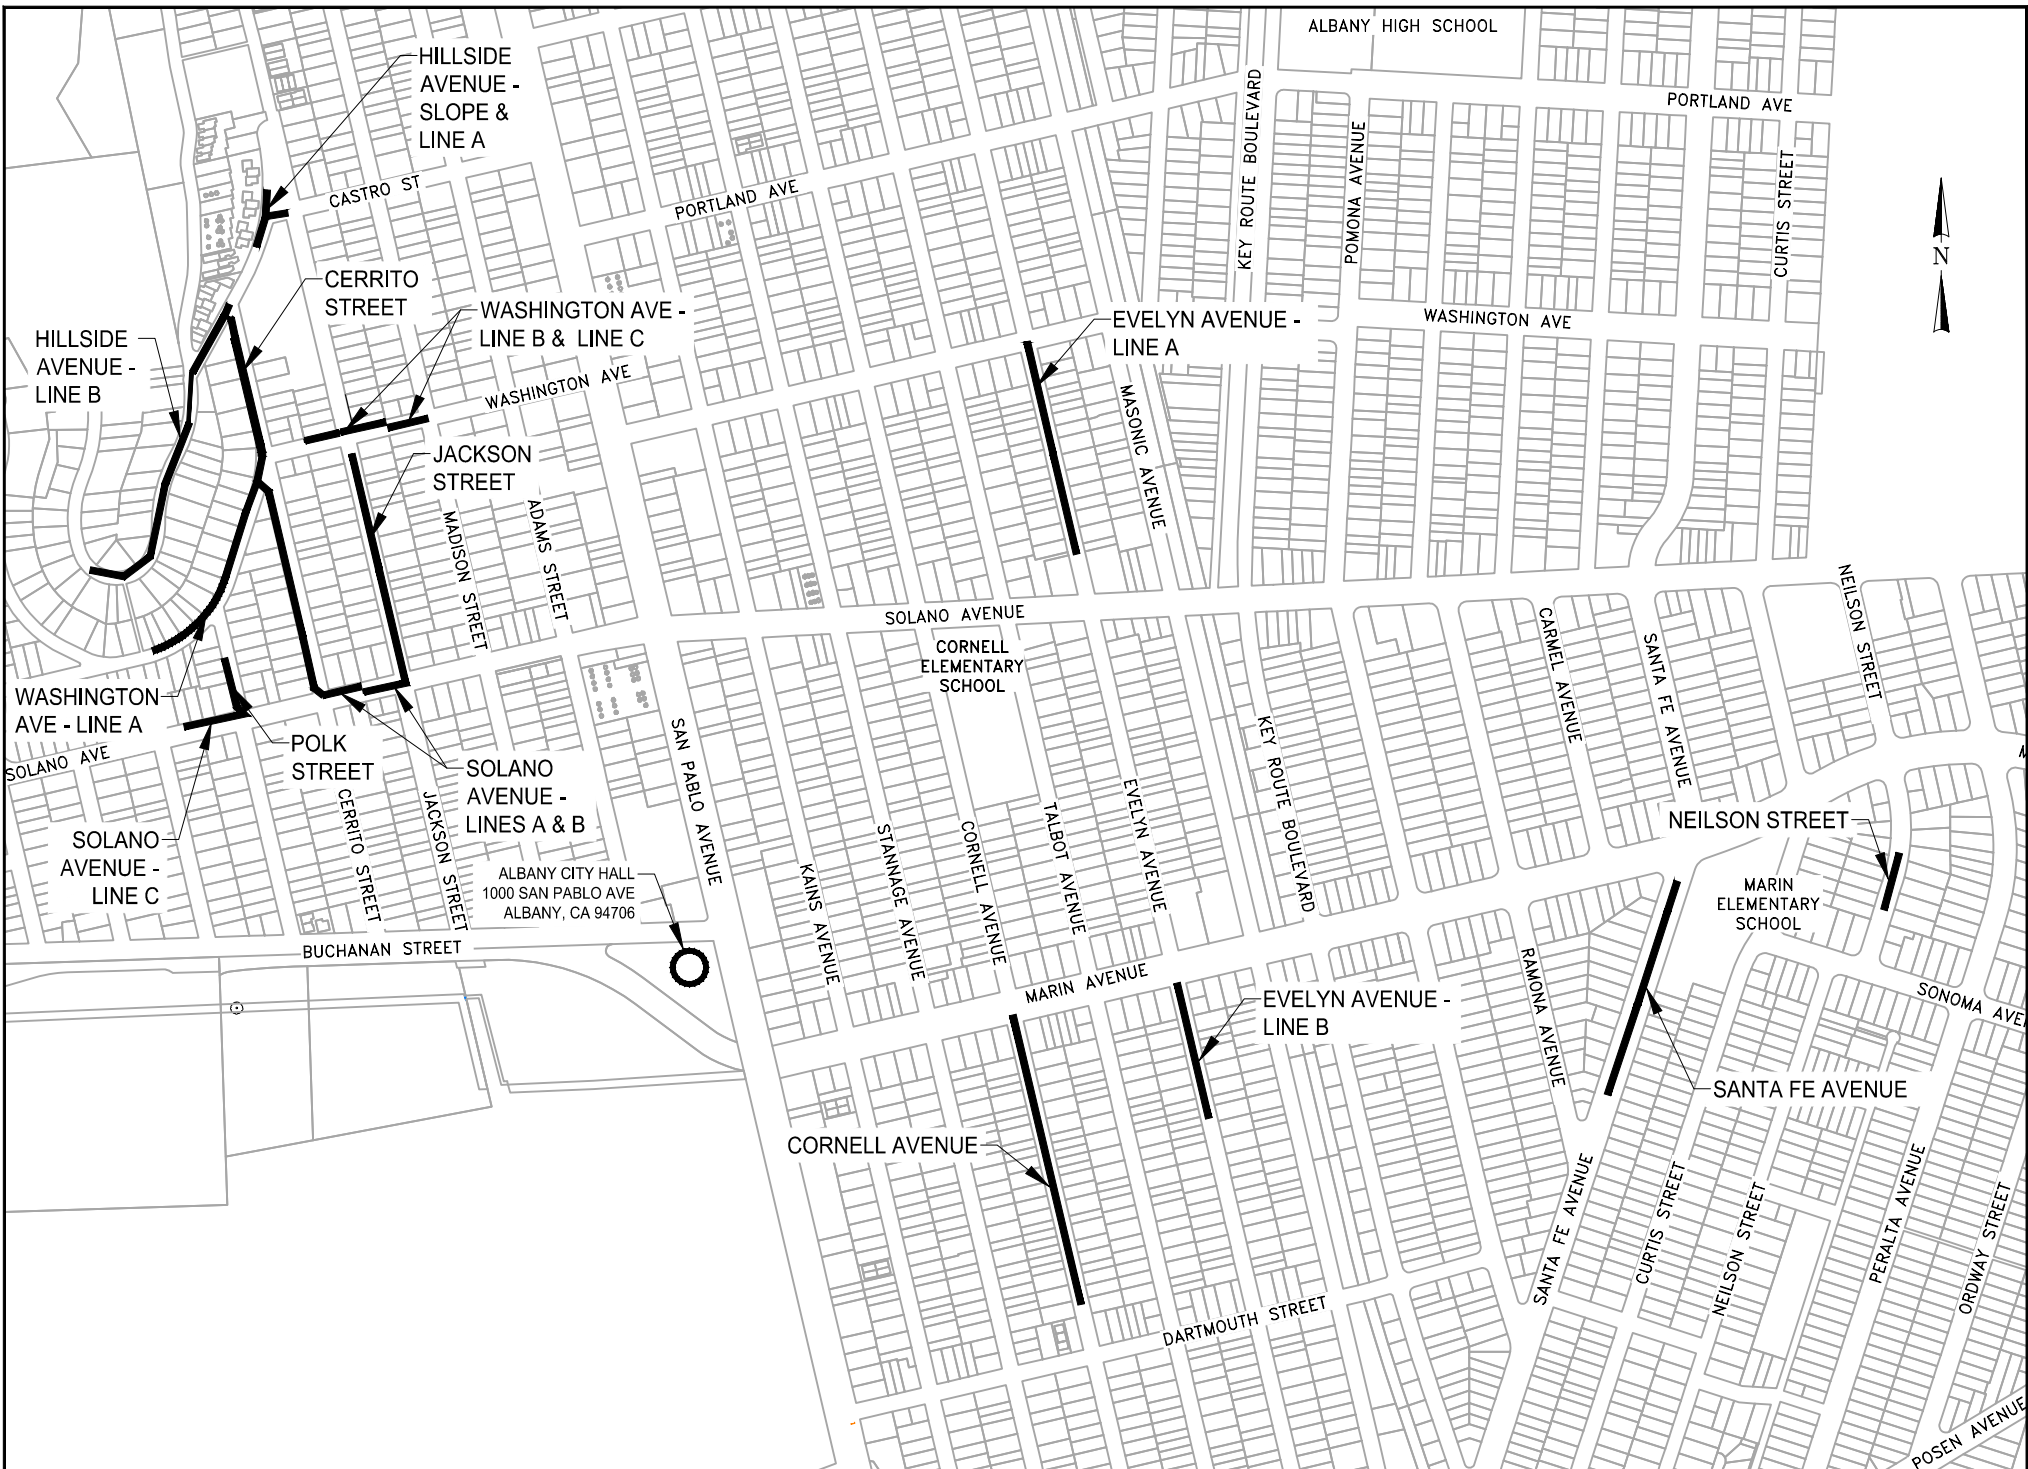 ALBANY HIGH SCHOOL
HILLSIDE
AVENUE -
SLOPE &
LINE A
PORTLAND AVE
CASTRO ST
PORTLAND AVE
KEY ROUTE BOULEVARD
POMONA AVENUE
CURTIS STREET
N
CERRITO
STREET
WASHINGTON AVE -
LINE B & LINE C
HILLSIDE
AVENUE -
LINE B
EVELYN AVENUE -
LINE A
WASHINGTON AVE
WASHINGTON AVE
MASONIC AVENUE
JACKSON
STREET
MADISON STREET
ADAMS STREET
SOLANO AVENUE
CORNELL
ELEMENTARY
SCHOOL
NEILSON STREET
CARMEL AVENUE
SANTA FE AVENUE
WASHINGTON
AVE - LINE A
SOLANO AVE
POLK
STREET
SOLANO
AVENUE -
LINES A & B
SOLANO
AVENUE -
LINE C
CERRITO STREET
JACKSON STREET
SAN PABLO AVENUE
ALBANY CITY HALL
1000 SAN PABLO AVE
ALBANY, CA 94706
BUCHANAN STREET
KAINS AVENUE
STANNAGE AVENUE
CORNELL AVENUE
TALBOT AVENUE
EVELYN AVENUE
KEY ROUTE BOULEVARD
M
NEILSON STREET
MARIN
ELEMENTARY
SCHOOL
MARIN AVENUE
EVELYN AVENUE -
LINE B
RAMONA AVENUE
SONOMA AVE
SANTA FE AVENUE
CORNELL AVENUE
SANTA FE AVENUE
CURTIS STREET
NEILSON STREET
PERALTA AVENUE
ORDWAY STREET
DARTMOUTH STREET
POSEN AVENUE